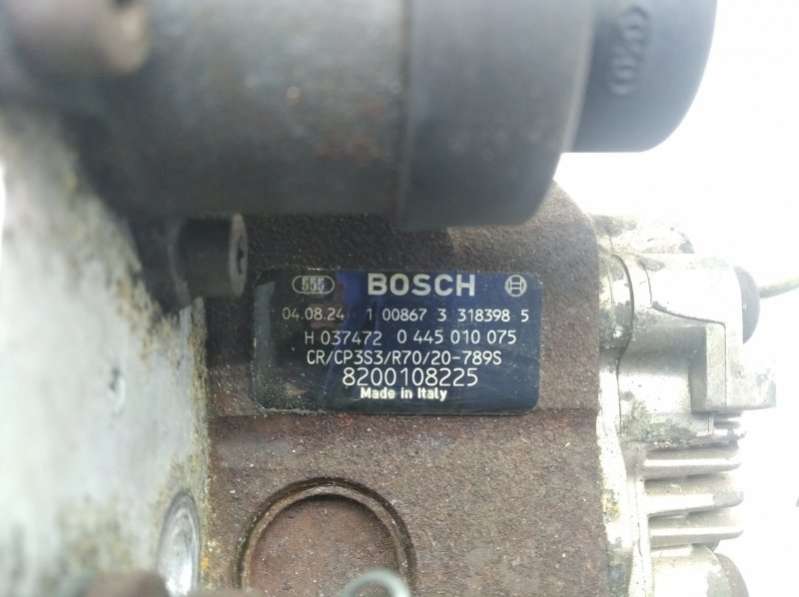 555 BOSCH
04.08.24 1 00867 3 318398 5
H 037472 0 445 010 075
CR/CP3S3/R70/20-789S
8200108225
Made in Italy